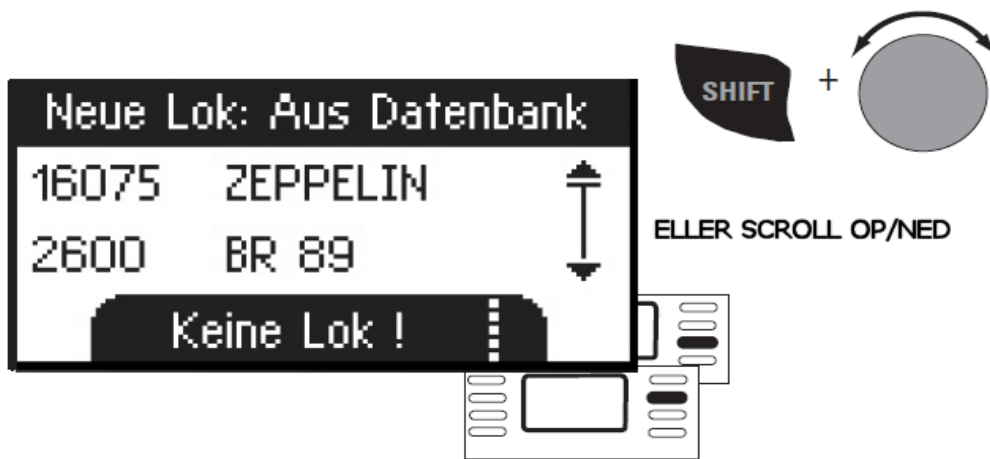 SHIFT +
Neue Lok: Aus Datenbank
16075 ZEPPELIN
2600 BR 89
Keine Lok !
ELLER SCROLL OP/NED